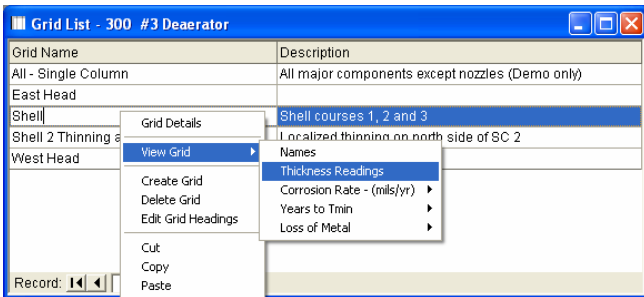 Grid List - 300 #3 Deaerator
Grid Name Description
All - Single Column All major components except nozzles (Demo only)
East Head
Shell Shell courses 1, 2 and 3
Shell 2 Thinning a Localized thinning on north side of SC 2
West Head
Grid Details
View Grid
Names
Thickness Readings
Corrosion Rate - (mils/yr)
Years to Tmin
Loss of Metal
Create Grid
Delete Grid
Edit Grid Headings
Cut
Copy
Paste
Record: